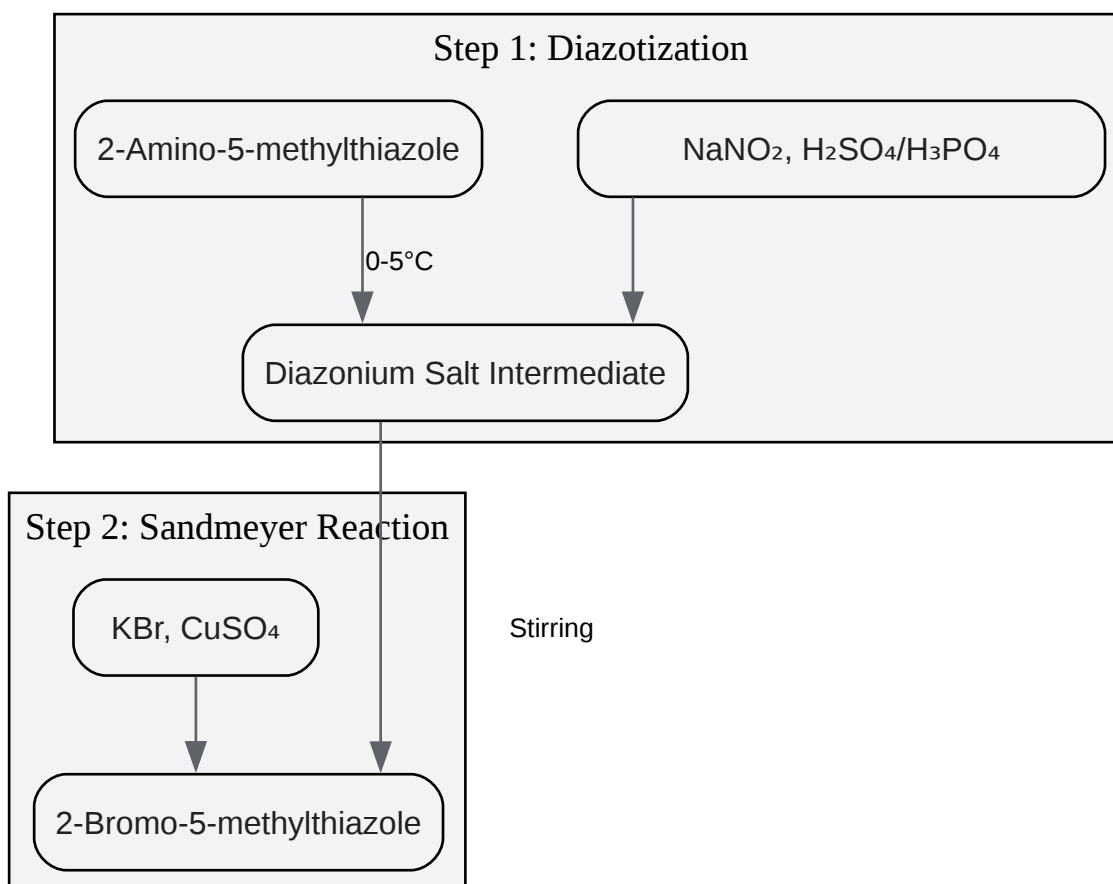 Step 1: Diazotization
2-Amino-5-methylthiazole
NaNO₂, H₂SO₄/H₃PO₄
0-5°C
Diazonium Salt Intermediate
Step 2: Sandmeyer Reaction
KBr, CuSO₄
Stirring
2-Bromo-5-methylthiazole